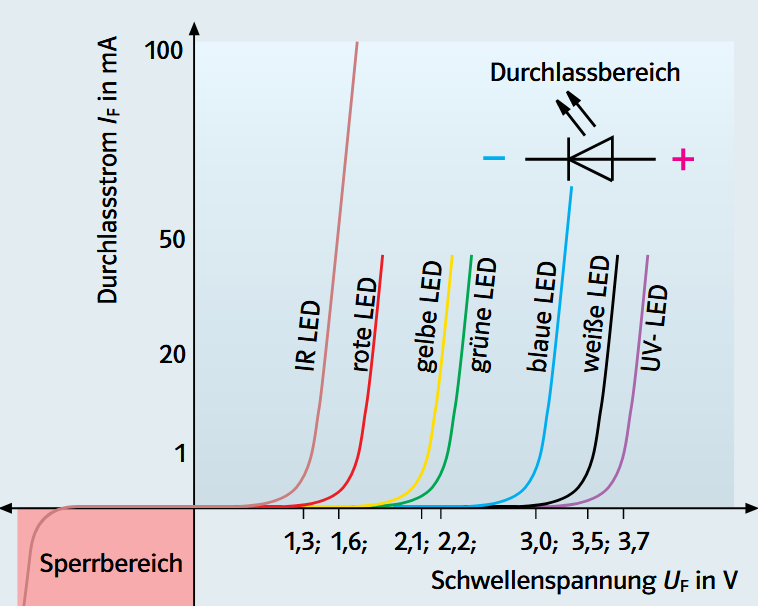 Durchlassstrom I_F in mA
100
50
20
1
Durchlassbereich
−
+
IR LED
rote LED
gelbe LED
grüne LED
blaue LED
weiße LED
UV- LED
1,3; 1,6; 2,1; 2,2; 3,0; 3,5; 3,7
Sperrbereich
Schwellenspannung U_F in V